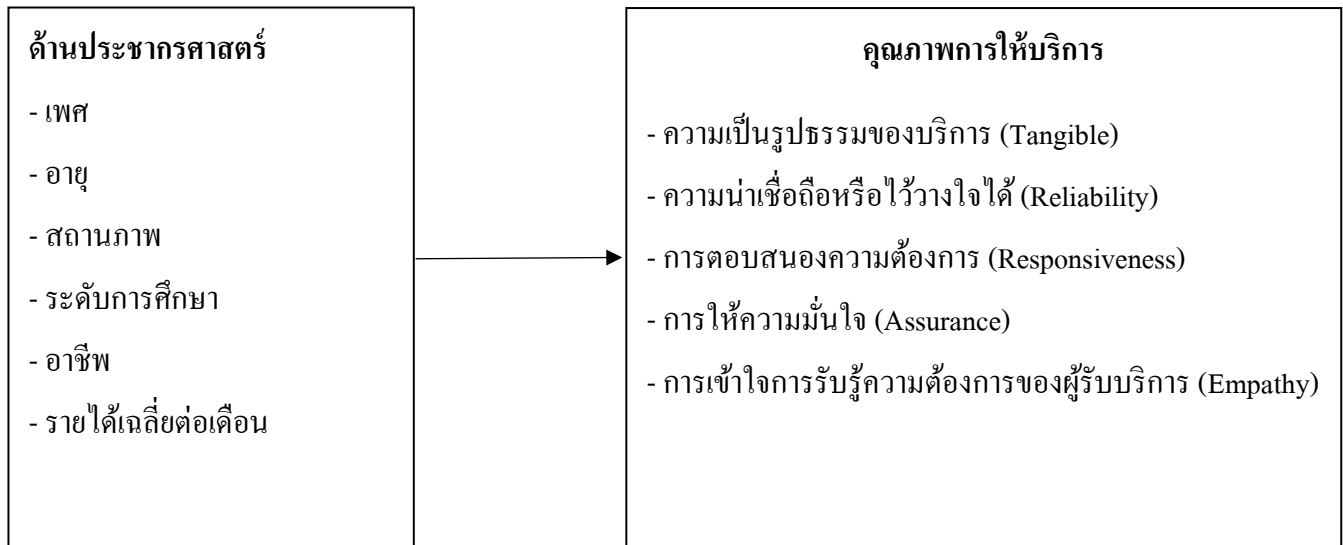 ด้านประชากรศาสตร์
- เพศ
- อายุ
- สถานภาพ
- ระดับการศึกษา
- อาชีพ
- รายได้เฉลี่ยต่อเดือน
คุณภาพการให้บริการ
- ความเป็นรูปธรรมของบริการ (Tangible)
- ความน่าเชื่อถือหรือไว้วางใจได้ (Reliability)
- การตอบสนองความต้องการ (Responsiveness)
- การให้ความมั่นใจ (Assurance)
- การเข้าใจการรับรู้ความต้องการของผู้รับบริการ (Empathy)